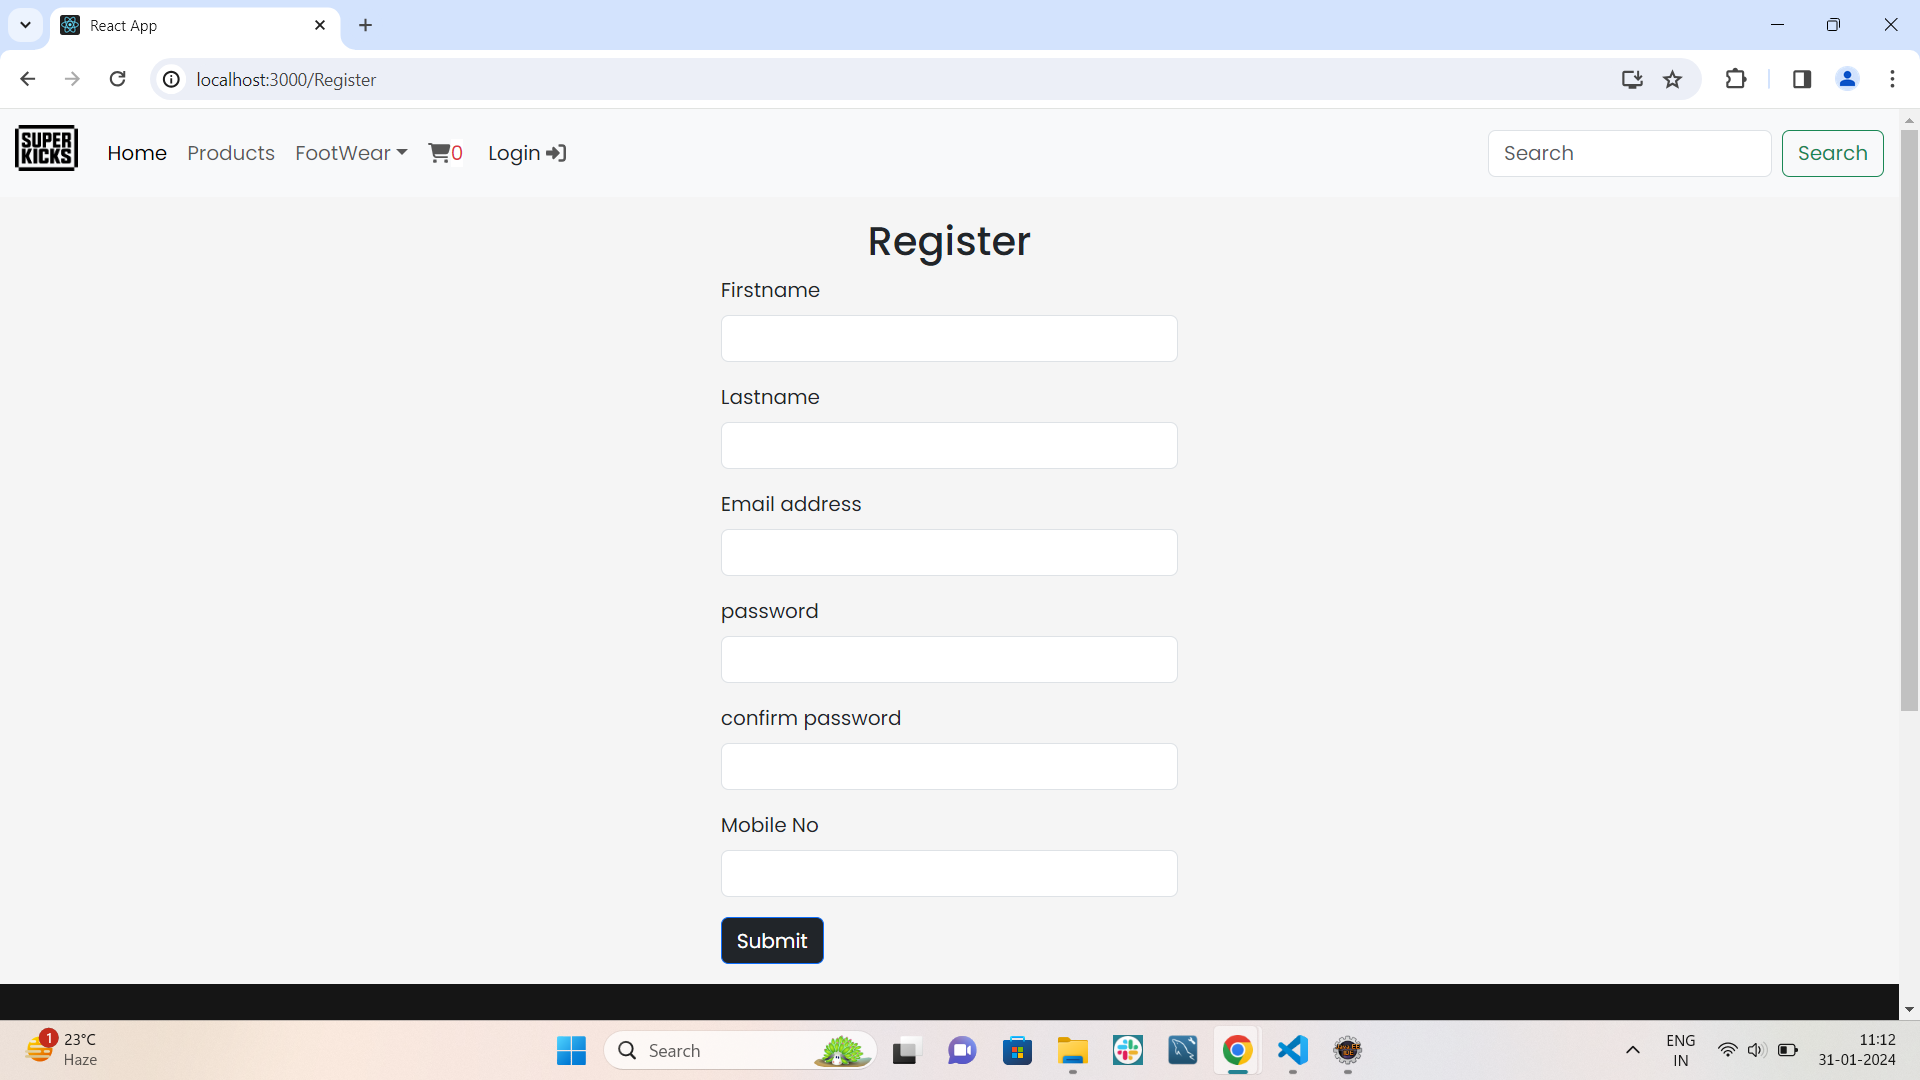 React App
localhost:3000/Register
SUPER
KICKS
Home Products FootWear 0 Login
Search Search
Register
Firstname
Lastname
Email address
password
confirm password
Mobile No
Submit
1
23°C
Haze
Search
ENG
IN
11:12
31-01-2024